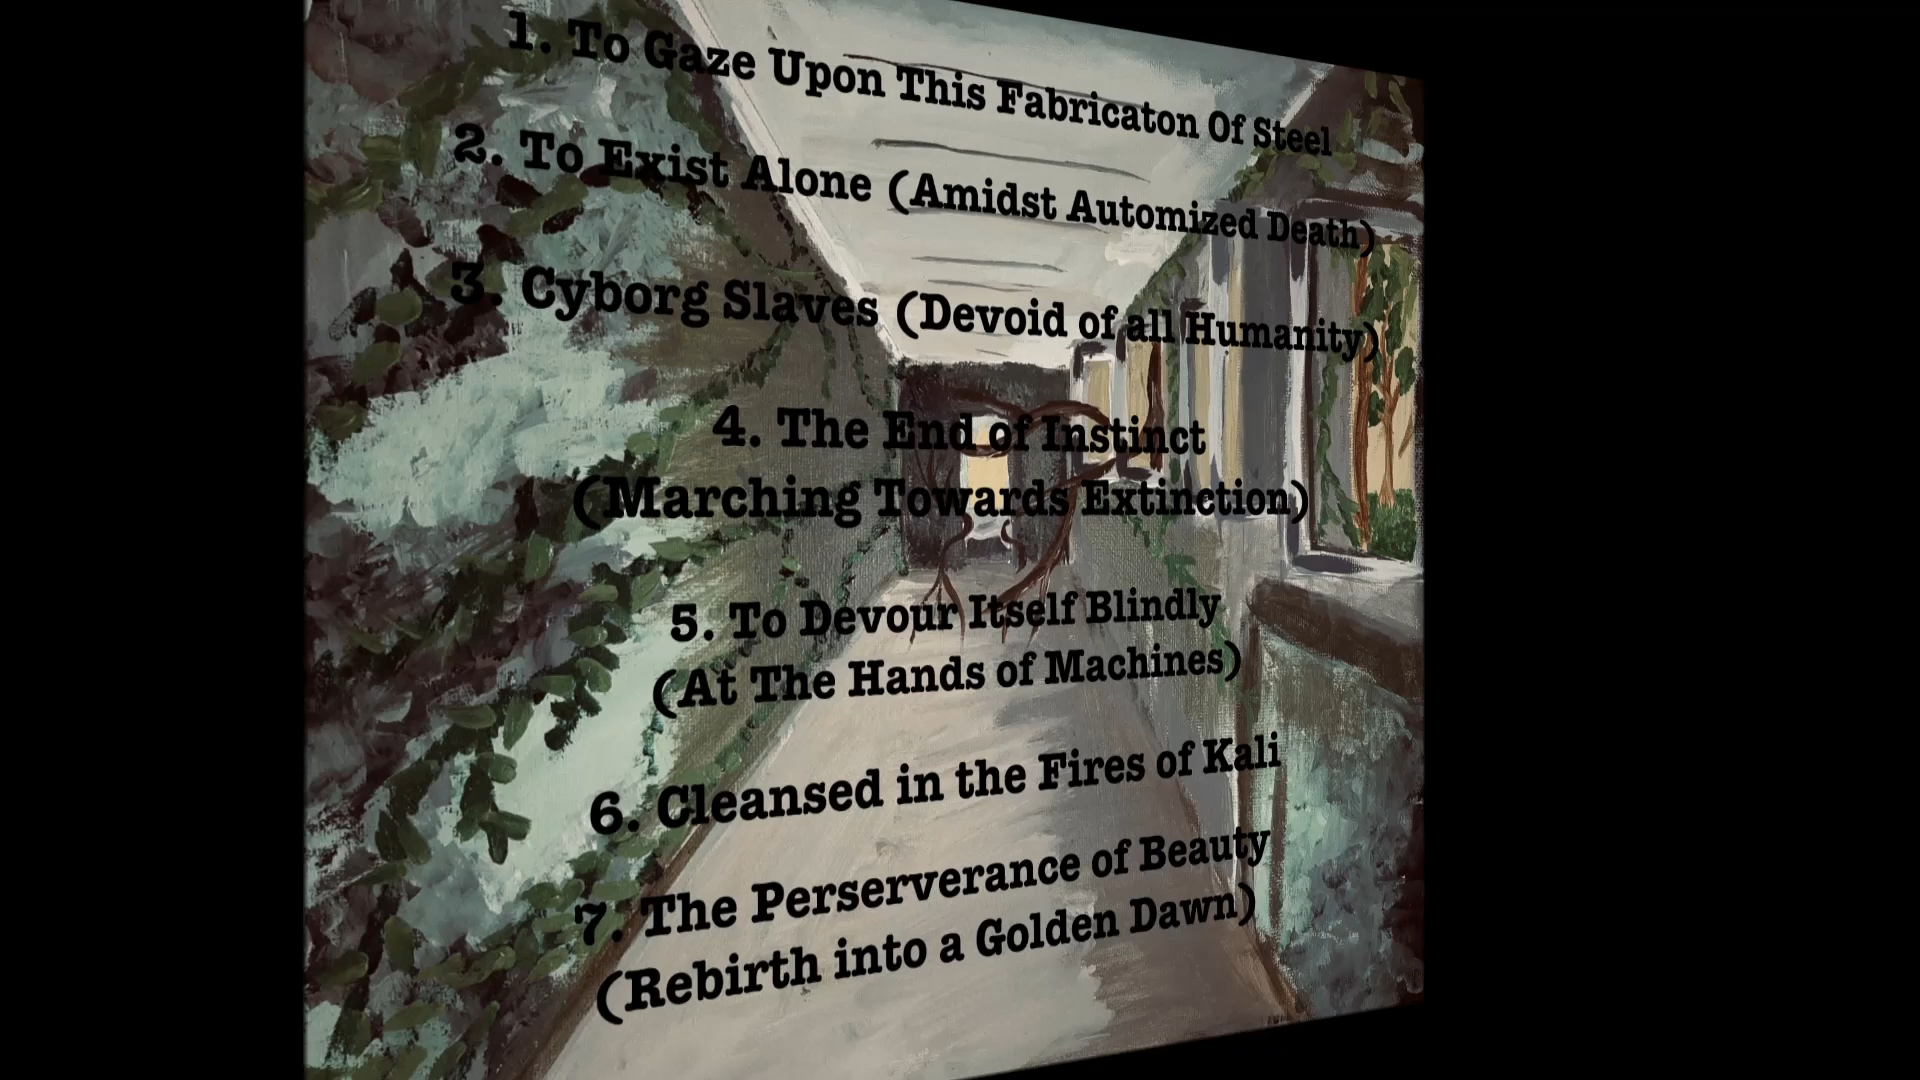 1. To Gaze Upon This Fabricaton Of Steel
2. To Exist Alone (Amidst Automized Death)
3. Cyborg Slaves (Devoid of all Humanity)
4. The End of Instinct
(Marching Towards Extinction)
5. To Devour Itself Blindly
(At The Hands of Machines)
6. Cleansed in the Fires of Kali
7. The Perserverance of Beauty
(Rebirth into a Golden Dawn)